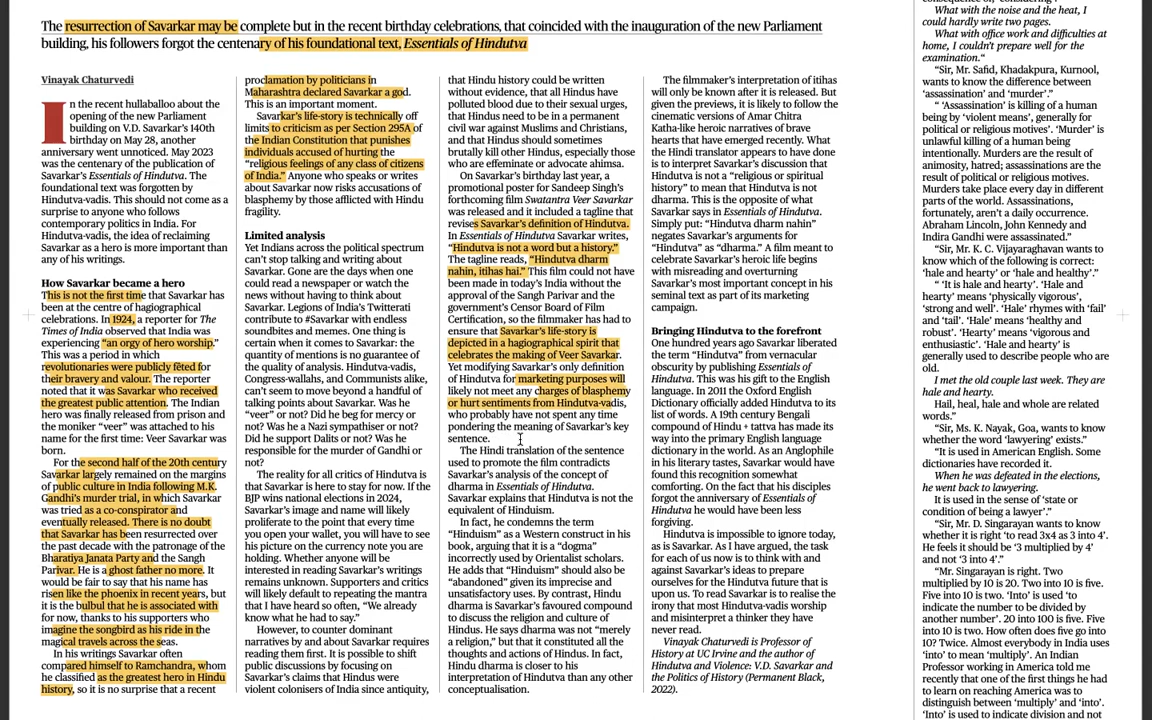 The resurrection of Savarkar may be complete but in the recent birthday celebrations, that coincided with the inauguration of the new Parliament
building, his followers forgot the centenary of his foundational text, Essentials of Hindutva
Vinayak Chaturvedi
In the recent hullaballoo about the
opening of the new Parliament
building on V.D. Savarkar's 140th
birthday on May 28, another
anniversary went unnoticed. May 2023
was the centenary of the publication of
Savarkar's Essentials of Hindutva. The
foundational text was forgotten by
Hindutva-vadis. This should not come as a
surprise to anyone who follows
contemporary politics in India. For
Hindutva-vadis, the idea of reclaiming
Savarkar as a hero is more important than
any of his writings.
How Savarkar became a hero
This is not the first time that Savarkar has
been at the centre of hagiographical
celebrations. In 1924, a reporter for The
Times of India observed that India was
experiencing “an orgy of hero worship.”
This was a period in which
revolutionaries were publicly fêted for
their bravery and valour. The reporter
noted that it was Savarkar who received
the greatest public attention. The Indian
hero was finally released from prison and
the moniker “veer” was attached to his
name for the first time: Veer Savarkar was
born.
For the second half of the 20th century
Savarkar largely remained on the margins
of public culture in India following M.K.
Gandhi's murder trial, in which Savarkar
was tried as a co-conspirator and
eventually released. There is no doubt
that Savarkar has been resurrected over
the past decade with the patronage of the
Bharatiya Janata Party and the Sangh
Parivar. He is a ghost father no more. It
would be fair to say that his name has
risen like the phoenix in recent years, but
it is the bulbul that he is associated with
for now, thanks to his supporters who
imagine the songbird as his ride in the
magical travels across the seas.
In his writings Savarkar often
compared himself to Ramchandra, whom
he classified as the greatest hero in Hindu
history, so it is no surprise that a recent
proclamation by politicians in
Maharashtra declared Savarkar a god.
This is an important moment.
Savarkar's life-story is technically off
limits to criticism as per Section 295A of
the Indian Constitution that punishes
individuals accused of hurting the
“religious feelings of any class of citizens
of India.” Anyone who speaks or writes
about Savarkar now risks accusations of
blasphemy by those afflicted with Hindu
fragility.
Limited analysis
Yet Indians across the political spectrum
can't stop talking and writing about
Savarkar. Gone are the days when one
could read a newspaper or watch the
news without having to think about
Savarkar. Legions of India's Twitterati
contribute to #Savarkar with endless
soundbites and memes. One thing is
certain when it comes to Savarkar: the
quantity of mentions is no guarantee of
the quality of analysis. Hindutva-vadis,
Congress-wallahs, and Communists alike,
can't seem to move beyond a handful of
talking points about Savarkar. Was he
“veer” or not? Did he beg for mercy or
not? Was he a Nazi sympathiser or not?
Did he support Dalits or not? Was he
responsible for the murder of Gandhi or
not?
The reality for all critics of Hindutva is
that Savarkar is here to stay for now. If the
BJP wins national elections in 2024,
Savarkar's image and name will likely
proliferate to the point that every time
you open your wallet, you will have to see
his picture on the currency note you are
holding. Whether anyone will be
interested in reading Savarkar's writings
remains unknown. Supporters and critics
will likely default to repeating the mantra
that I have heard so often, “We already
know what he had to say.”
However, to counter dominant
narratives by and about Savarkar requires
reading them first. It is possible to shift
public discussions by focusing on
Savarkar's claims that Hindus were
violent colonisers of India since antiquity,
that Hindu history could be written
without evidence, that all Hindus have
polluted blood due to their sexual urges,
that Hindus need to be in a permanent
civil war against Muslims and Christians,
and that Hindus should sometimes
brutally kill other Hindus, especially those
who are effeminate or advocate ahimsa.
On Savarkar's birthday last year, a
promotional poster for Sandeep Singh's
forthcoming film Swatantra Veer Savarkar
was released and it included a tagline that
revises Savarkar's definition of Hindutva.
In Essentials of Hindutva Savarkar writes,
“Hindutva is not a word but a history.”
The tagline reads, “Hindutva dharm
nahin, itihas hai.” This film could not have
been made in today's India without the
approval of the Sangh Parivar and the
government's Censor Board of Film
Certification, so the filmmaker has had to
ensure that Savarkar's life-story is
depicted in a hagiographical spirit that
celebrates the making of Veer Savarkar.
Yet modifying Savarkar's only definition
of Hindutva for marketing purposes will
likely not meet any charges of blasphemy
or hurt sentiments from Hindutva-vadis,
who probably have not spent any time
pondering the meaning of Savarkar's key
sentence.
The Hindi translation of the sentence
used to promote the film contradicts
Savarkar's analysis of the concept of
dharma in Essentials of Hindutva.
Savarkar explains that Hindutva is not the
equivalent of Hinduism.
In fact, he condemns the term
“Hinduism” as a Western construct in his
book, arguing that it is a “dogma”
incorrectly used by Orientalist scholars.
He adds that “Hinduism” should also be
“abandoned” given its imprecise and
unsatisfactory uses. By contrast, Hindu
dharma is Savarkar's favoured compound
to discuss the religion and culture of
Hindus. He says dharma was not “merely
a religion,” but that it constituted all the
thoughts and actions of Hindus. In fact,
Hindu dharma is closer to his
interpretation of Hindutva than any other
conceptualisation.
The filmmaker's interpretation of itihas
will only be known after it is released. But
given the previews, it is likely to follow the
cinematic versions of Amar Chitra
Katha-like heroic narratives of brave
hearts that have emerged recently. What
the Hindi translator appears to have done
is to interpret Savarkar's discussion that
Hindutva is not a “religious or spiritual
history” to mean that Hindutva is not
dharma. This is the opposite of what
Savarkar says in Essentials of Hindutva.
Simply put: “Hindutva dharm nahin”
negates Savarkar's arguments for
“Hindutva” as “dharma.” A film meant to
celebrate Savarkar's heroic life begins
with misreading and overturning
Savarkar's most important concept in his
seminal text as part of its marketing
campaign.
Bringing Hindutva to the forefront
One hundred years ago Savarkar liberated
the term “Hindutva” from vernacular
obscurity by publishing Essentials of
Hindutva. This was his gift to the English
language. In 2011 the Oxford English
Dictionary officially added Hindutva to its
list of words. A 19th century Bengali
compound of Hindu + tattva has made its
way into the primary English language
dictionary in the world. As an Anglophile
in his literary tastes, Savarkar would have
found this recognition somewhat
comforting. On the fact that his disciples
forgot the anniversary of Essentials of
Hindutva he would have been less
forgiving.
Hindutva is impossible to ignore today,
as is Savarkar. As I have argued, the task
for each of us now is to think with and
against Savarkar's ideas to prepare
ourselves for the Hindutva future that is
upon us. To read Savarkar is to realise the
irony that most Hindutva-vadis worship
and misinterpret a thinker they have
never read.
Vinayak Chaturvedi is Professor of
History at UC Irvine and the author of
Hindutva and Violence: V.D. Savarkar and
the Politics of History (Permanent Black,
2022).
What with the noise and the heat, I
could hardly write two pages.
What with office work and difficulties at
home, I couldn't prepare well for the
examination.“
“Sir, Mr. Safid, Khadakpura, Kurnool,
wants to know the difference between
‘assassination’ and ‘murder’.”
“ ‘Assassination’ is killing of a human
being by ‘violent means’, generally for
political or religious motives’. ‘Murder’ is
unlawful killing of a human being
intentionally. Murders are the result of
animosity, hatred; assassinations are the
result of political or religious motives.
Murders take place every day in different
parts of the world. Assassinations,
fortunately, aren't a daily occurrence.
Abraham Lincoln, John Kennedy and
Indira Gandhi were assassinated.”
“Sir, Mr. K. C. Vijayaraghavan wants to
know which of the following is correct:
‘hale and hearty’ or ‘hale and healthy’.”
“ ‘It is hale and hearty’. ‘Hale and
hearty’ means ‘physically vigorous’,
‘strong and well’. ‘Hale’ rhymes with ‘fail’
and ‘tail’. ‘Hale’ means ‘healthy and
robust’. ‘Hearty’ means ‘vigorous and
enthusiastic’. ‘Hale and hearty’ is
generally used to describe people who are
old.
I met the old couple last week. They are
hale and hearty.
Hail, heal, hale and whole are related
words.”
“Sir, Ms. K. Nayak, Goa, wants to know
whether the word ‘lawyering’ exists.”
“It is used in American English. Some
dictionaries have recorded it.
When he was defeated in the elections,
he went back to lawyering.
It is used in the sense of ‘state or
condition of being a lawyer’.”
“Sir, Mr. D. Singarayan wants to know
whether it is right ‘to read 3x4 as 3 into 4’.
He feels it should be ‘3 multiplied by 4’
and not ‘3 into 4’.”
“Mr. Singarayan is right. Two
multiplied by 10 is 20. Two into 10 is five.
Five into 10 is two. ‘Into’ is used ‘to
indicate the number to be divided by
another number’. 20 into 100 is five. Five
into 10 is two. How often does five go into
10? Twice. Almost everybody in India uses
‘into’ to mean ‘multiply’. An Indian
Professor working in America told me
recently that one of the first things he had
to learn on reaching America was to
distinguish between ‘multiply’ and ‘into’.
‘Into’ is used to indicate division and not